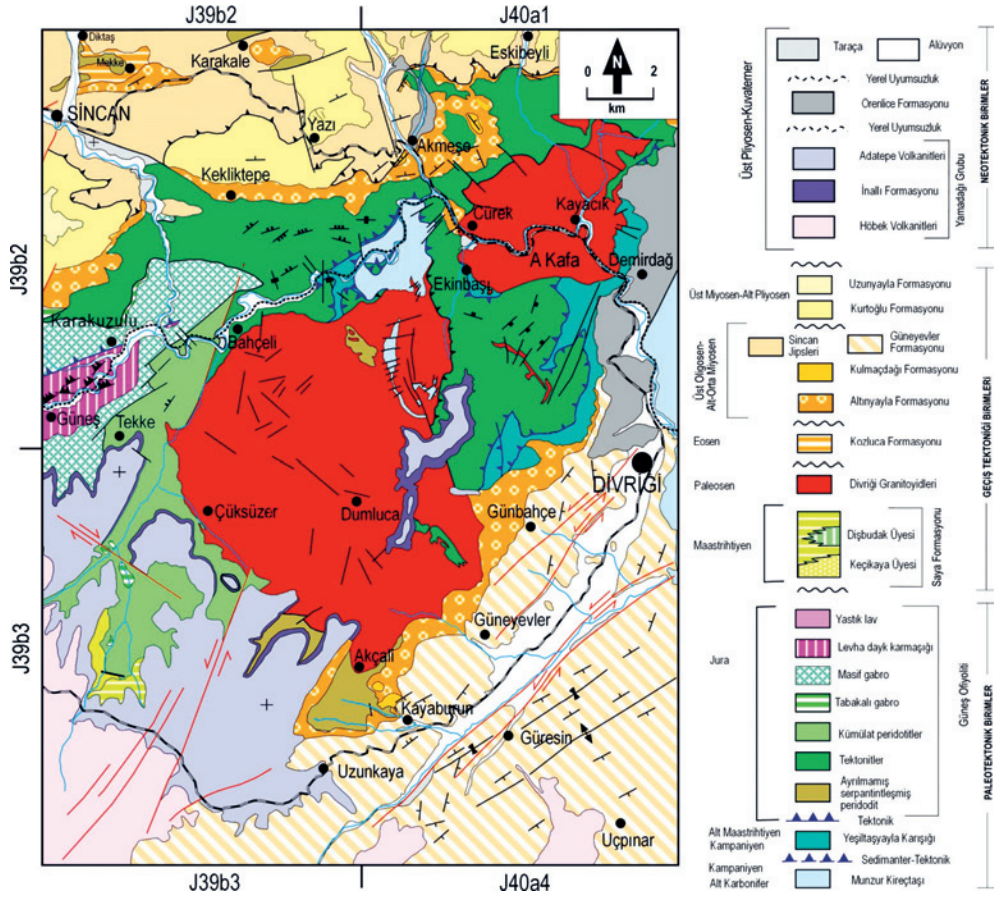 J39b2
J40a1
Diktaş
Mekke
Karakale
Eskibeyli
N
0 2
km
SİNCAN
Yazı
Akmeşe
Kekliktepe
Cürek
Kayacık
A Kafa
Demirdağ
Ekinbaşı
J39b2
Karakuzulu
Bahçeli
Güneş
Tekke
DİVRİĞİ
Çüksüzer
Dumluca
Günbahçe
J39b3
Güneyevler
Akçali
Kayaburun
Güresin
Uzunkaya
Uçpınar
J39b3
J40a4
Üst Pliyosen-Kuvaterner
Taraça
Alüvyon
Yerel Uyumsuzluk
Örenlice Formasyonu
Yerel Uyumsuzluk
Adatepe Volkanitleri
İnallı Formasyonu
Höbek Volkanitleri
Yamadağı Grubu
NEOTEKTONİK BİRİMLER
Üst Miyosen-Alt Pliyosen
Uzunyayla Formasyonu
Kurtoğlu Formasyonu
Üst Oligosen-
Alt-Orta Miyosen
Sincan
Jipsleri
Güneyevler
Formasyonu
Kulmaçdağı Formasyonu
Altınyayla Formasyonu
Eosen
Kozluca Formasyonu
Paleosen
Divriği Granitoyidleri
Maastrihtiyen
Dişbudak Üyesi
Keçikaya Üyesi
Saya Formasyonu
GEÇİŞ TEKTONİĞİ BİRİMLERİ
Jura
Yastık lav
Levha dayk karmaşığı
Masif gabro
Tabakalı gabro
Kümülat peridotitler
Tektonitler
Ayrılmamış
serpantintleşmiş
peridodit
Güneş Ofiyoliti
Tektonik
Alt Maastrihtiyen
Kampaniyen
Yeşiltaşyayla Karışığı
Sedimanter-Tektonik
Kampaniyen
Alt Karbonifer
Munzur Kireçtaşı
PALEOTEKTONİK BİRİMLER